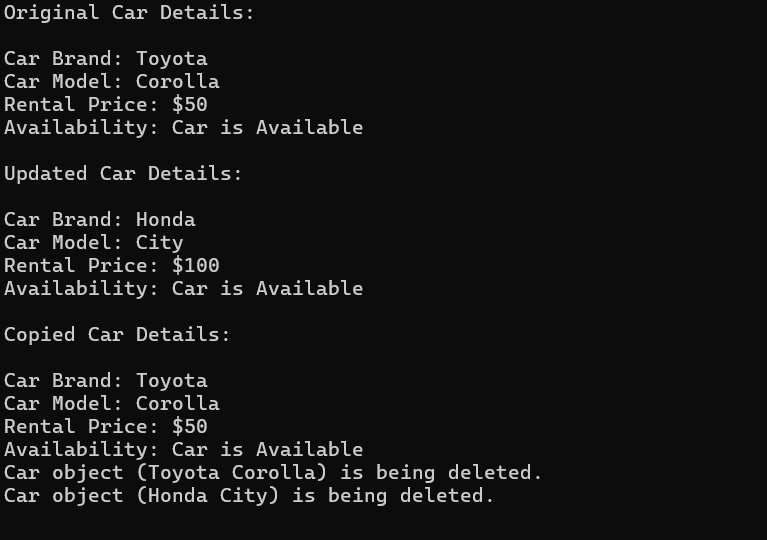 Original Car Details:
Car Brand: Toyota
Car Model: Corolla
Rental Price: $50
Availability: Car is Available
Updated Car Details:
Car Brand: Honda
Car Model: City
Rental Price: $100
Availability: Car is Available
Copied Car Details:
Car Brand: Toyota
Car Model: Corolla
Rental Price: $50
Availability: Car is Available
Car object (Toyota Corolla) is being deleted.
Car object (Honda City) is being deleted.